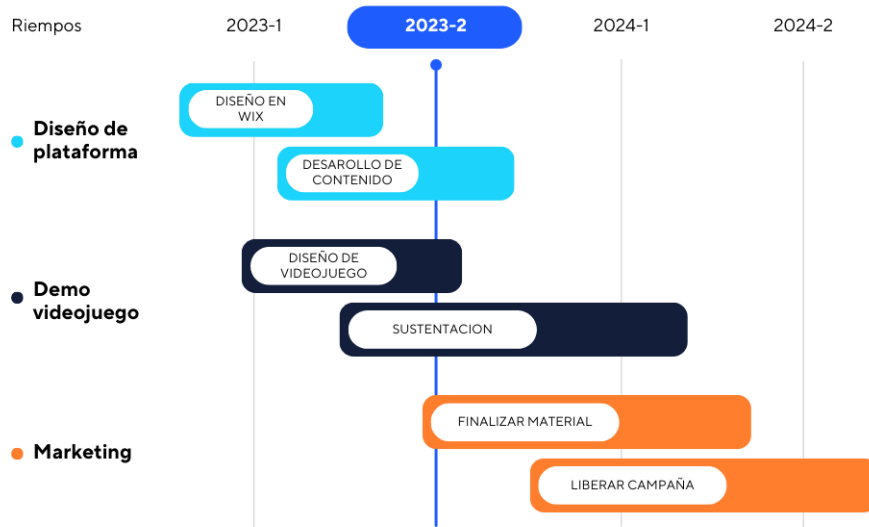 Riempos 2023-1 2023-2 2024-1 2024-2
DISEÑO EN
WIX
Diseño de
plataforma
DESAROLLO DE
CONTENIDO
DISEÑO DE
VIDEOJUEGO
Demo
videojuego
SUSTENTACION
FINALIZAR MATERIAL
Marketing
LIBERAR CAMPAÑA